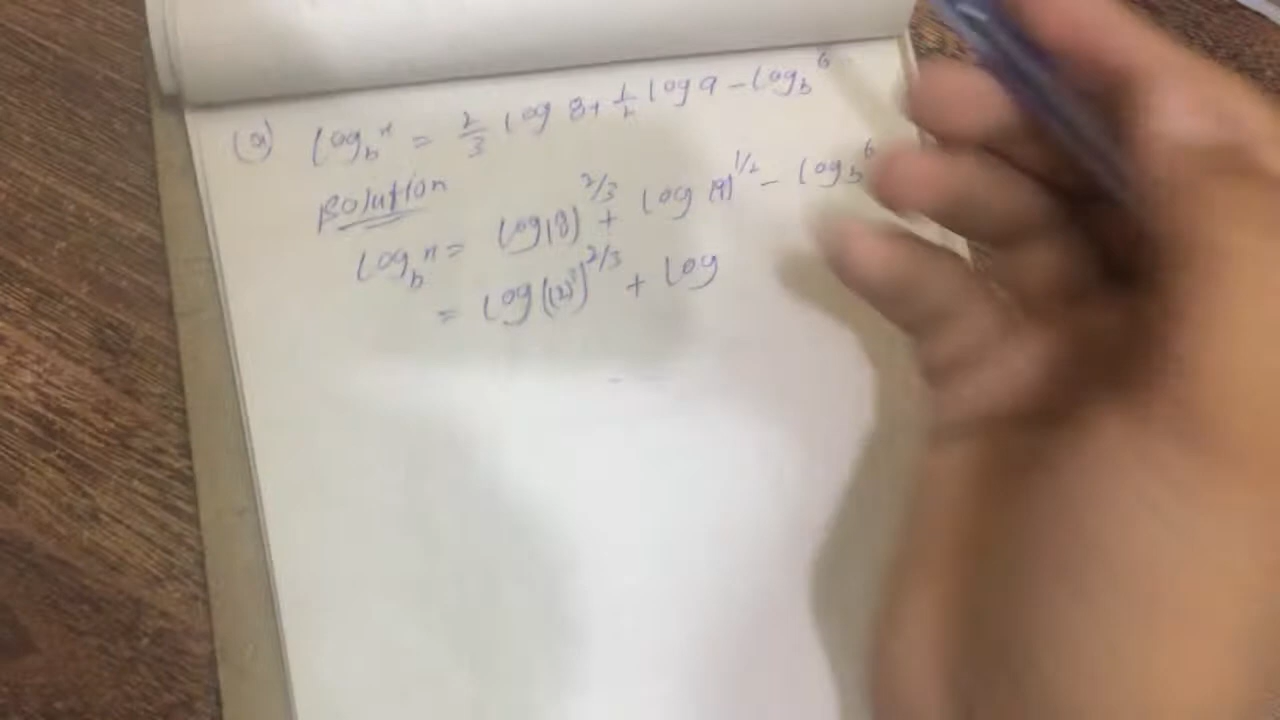 (a) log_b^x = 2/3 log 8 + 1/2 log 9 - log_b^6
Solution
log_b^x = log(8)^2/3 + log(9)^1/2 - log_b^6
= log((2)^3)^2/3 + log